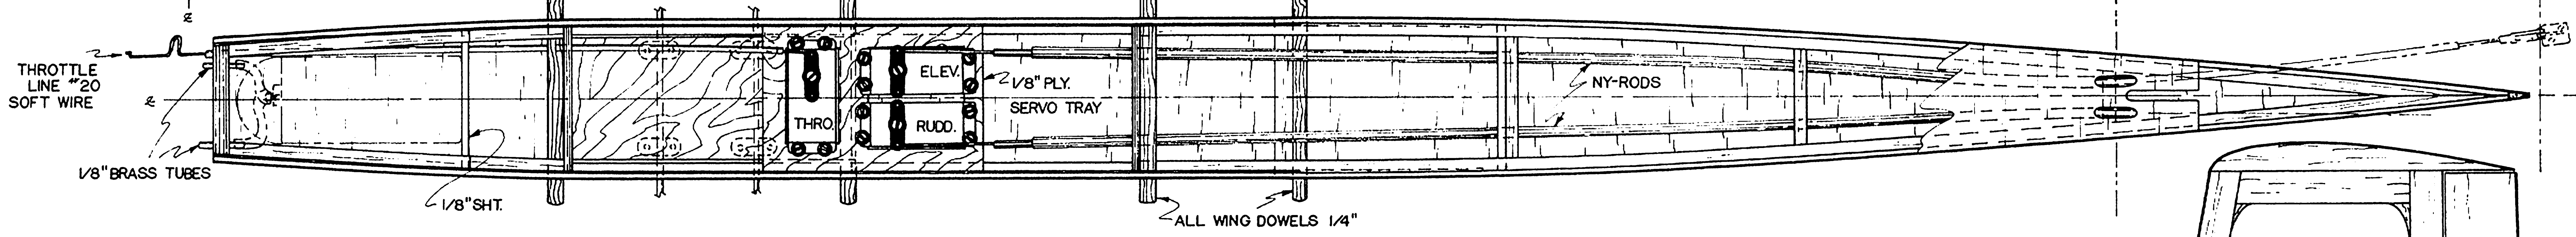 ℄
THROTTLE
LINE #20
SOFT WIRE
℄
1/8" BRASS TUBES
1/8" SHT.
THRO.
ELEV.
RUDD.
1/8" PLY.
SERVO TRAY
NY-RODS
ALL WING DOWELS 1/4"